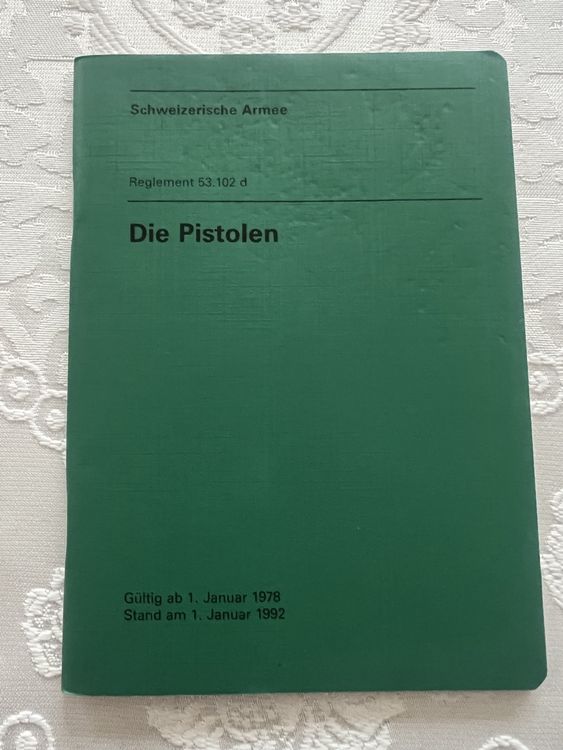 Schweizerische Armee
Reglement 53.102 d
Die Pistolen
Gültig ab 1. Januar 1978
Stand am 1. Januar 1992